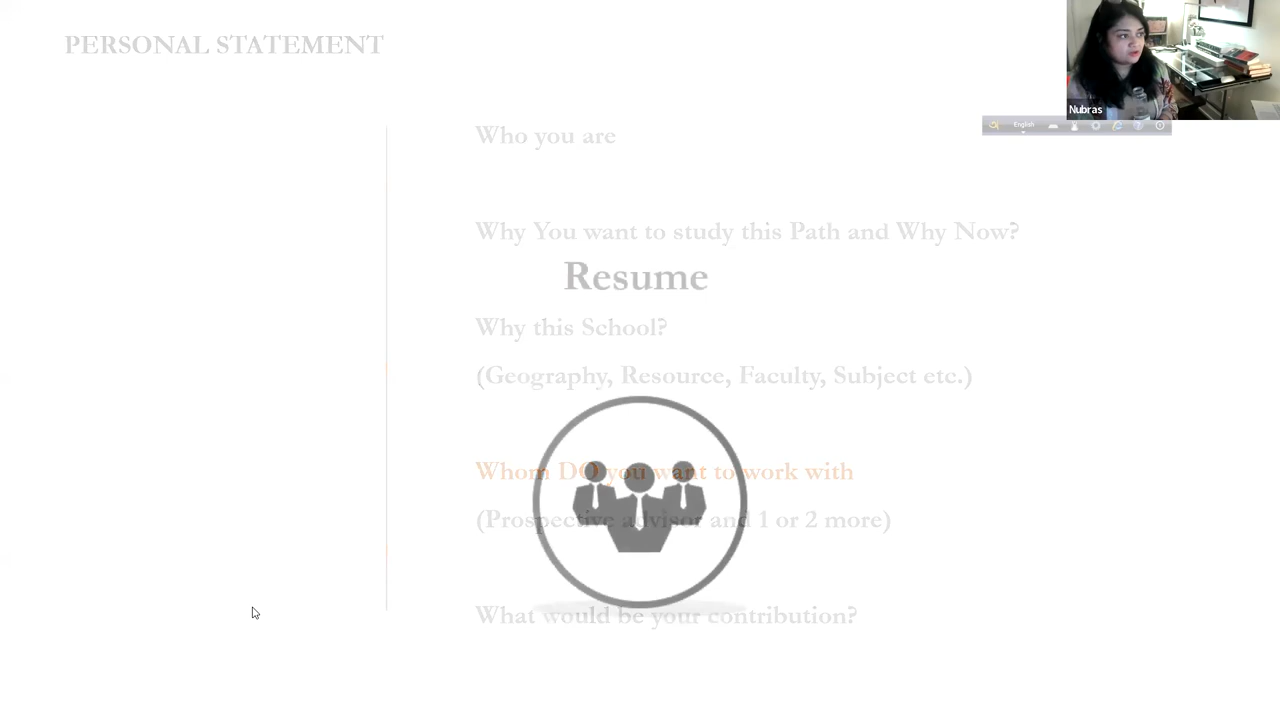 PERSONAL STATEMENT
Nubras
English
Who you are
Why You want to study this Path and Why Now?
Resume
Why this School?
(Geography, Resource, Faculty, Subject etc.)
Whom DO you want to work with
(Prospective advisor and 1 or 2 more)
What would be your contribution?